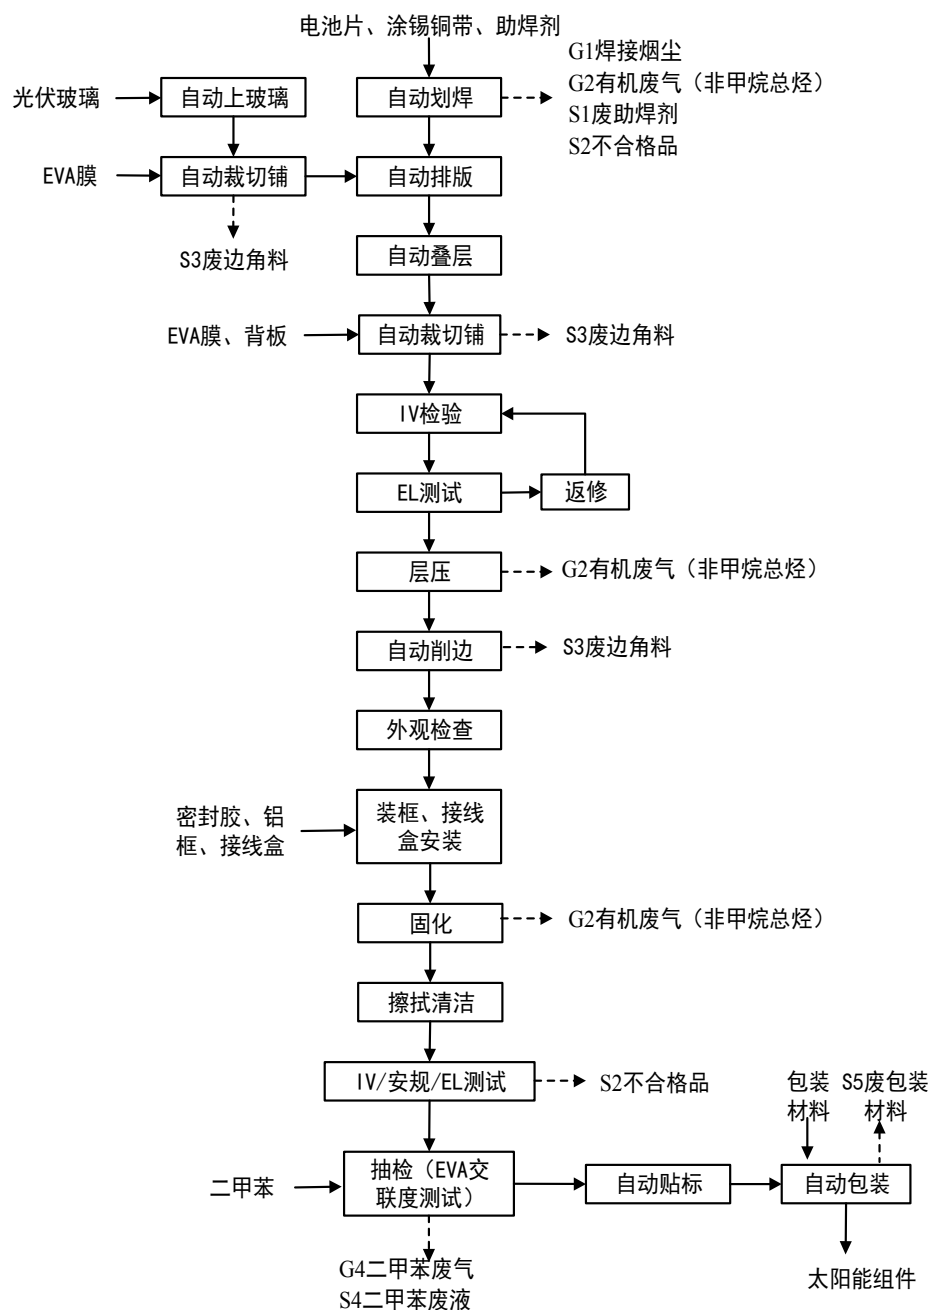 电池片、涂锡铜带、助焊剂
G1焊接烟尘
光伏玻璃
自动上玻璃
自动划焊
G2有机废气（非甲烷总烃）
S1废助焊剂
S2不合格品
EVA膜
自动裁切铺
自动排版
S3废边角料
自动叠层
EVA膜、背板
自动裁切铺
S3废边角料
IV检验
EL测试
返修
层压
G2有机废气（非甲烷总烃）
自动削边
S3废边角料
外观检查
密封胶、铝
框、接线盒
装框、接线
盒安装
固化
G2有机废气（非甲烷总烃）
擦拭清洁
IV/安规/EL测试
S2不合格品
包装
材料
S5废包装
材料
二甲苯
抽检（EVA交
联度测试）
自动贴标
自动包装
G4二甲苯废气
S4二甲苯废液
太阳能组件